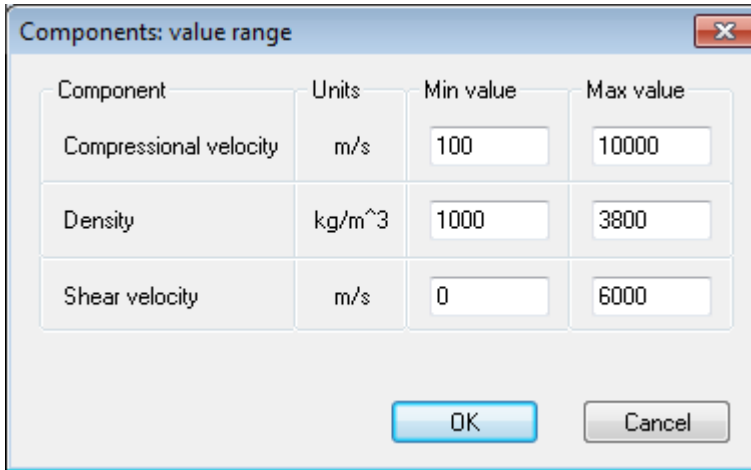 Components: value range
Component Units Min value Max value
Compressional velocity m/s 100 10000
Density kg/m^3 1000 3800
Shear velocity m/s 0 6000
OK Cancel